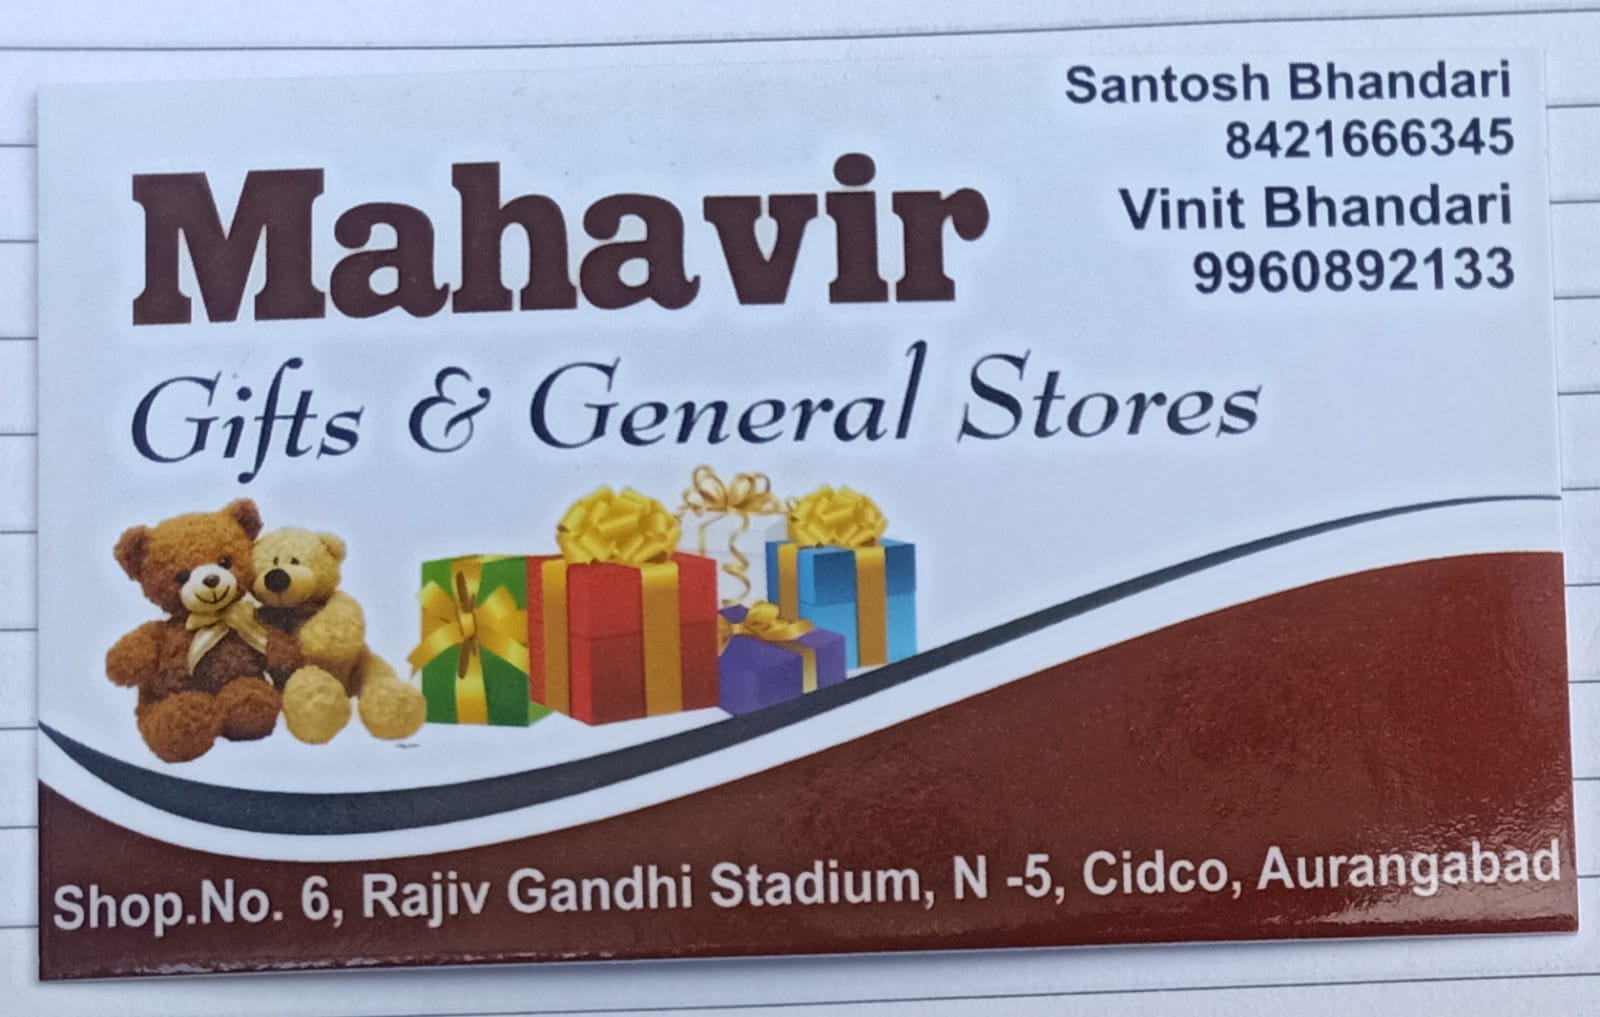 Santosh Bhandari
8421666345
Vinit Bhandari
9960892133
Mahavir
Gifts & General Stores
Shop.No. 6, Rajiv Gandhi Stadium, N -5, Cidco, Aurangabad